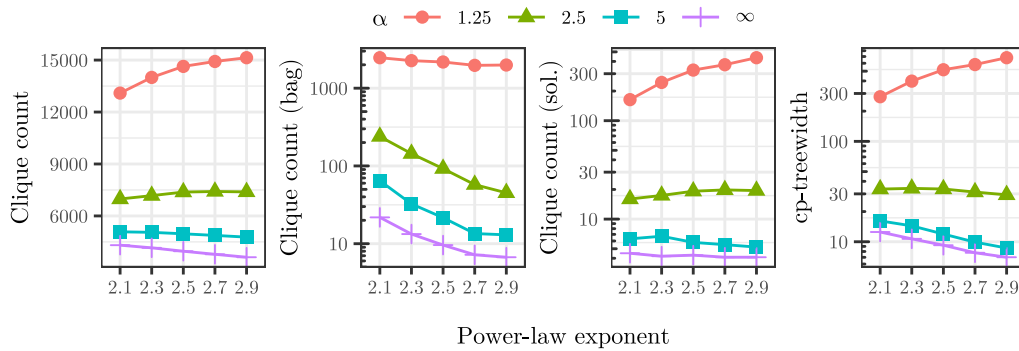 α 1.25 2.5 5 ∞
Clique count
15000
12000
9000
6000
2.1 2.3 2.5 2.7 2.9
Clique count (bag)
1000
100
10
2.1 2.3 2.5 2.7 2.9
Clique count (sol.)
300
100
30
10
2.1 2.3 2.5 2.7 2.9
cp-treewidth
300
100
30
10
2.1 2.3 2.5 2.7 2.9
Power-law exponent